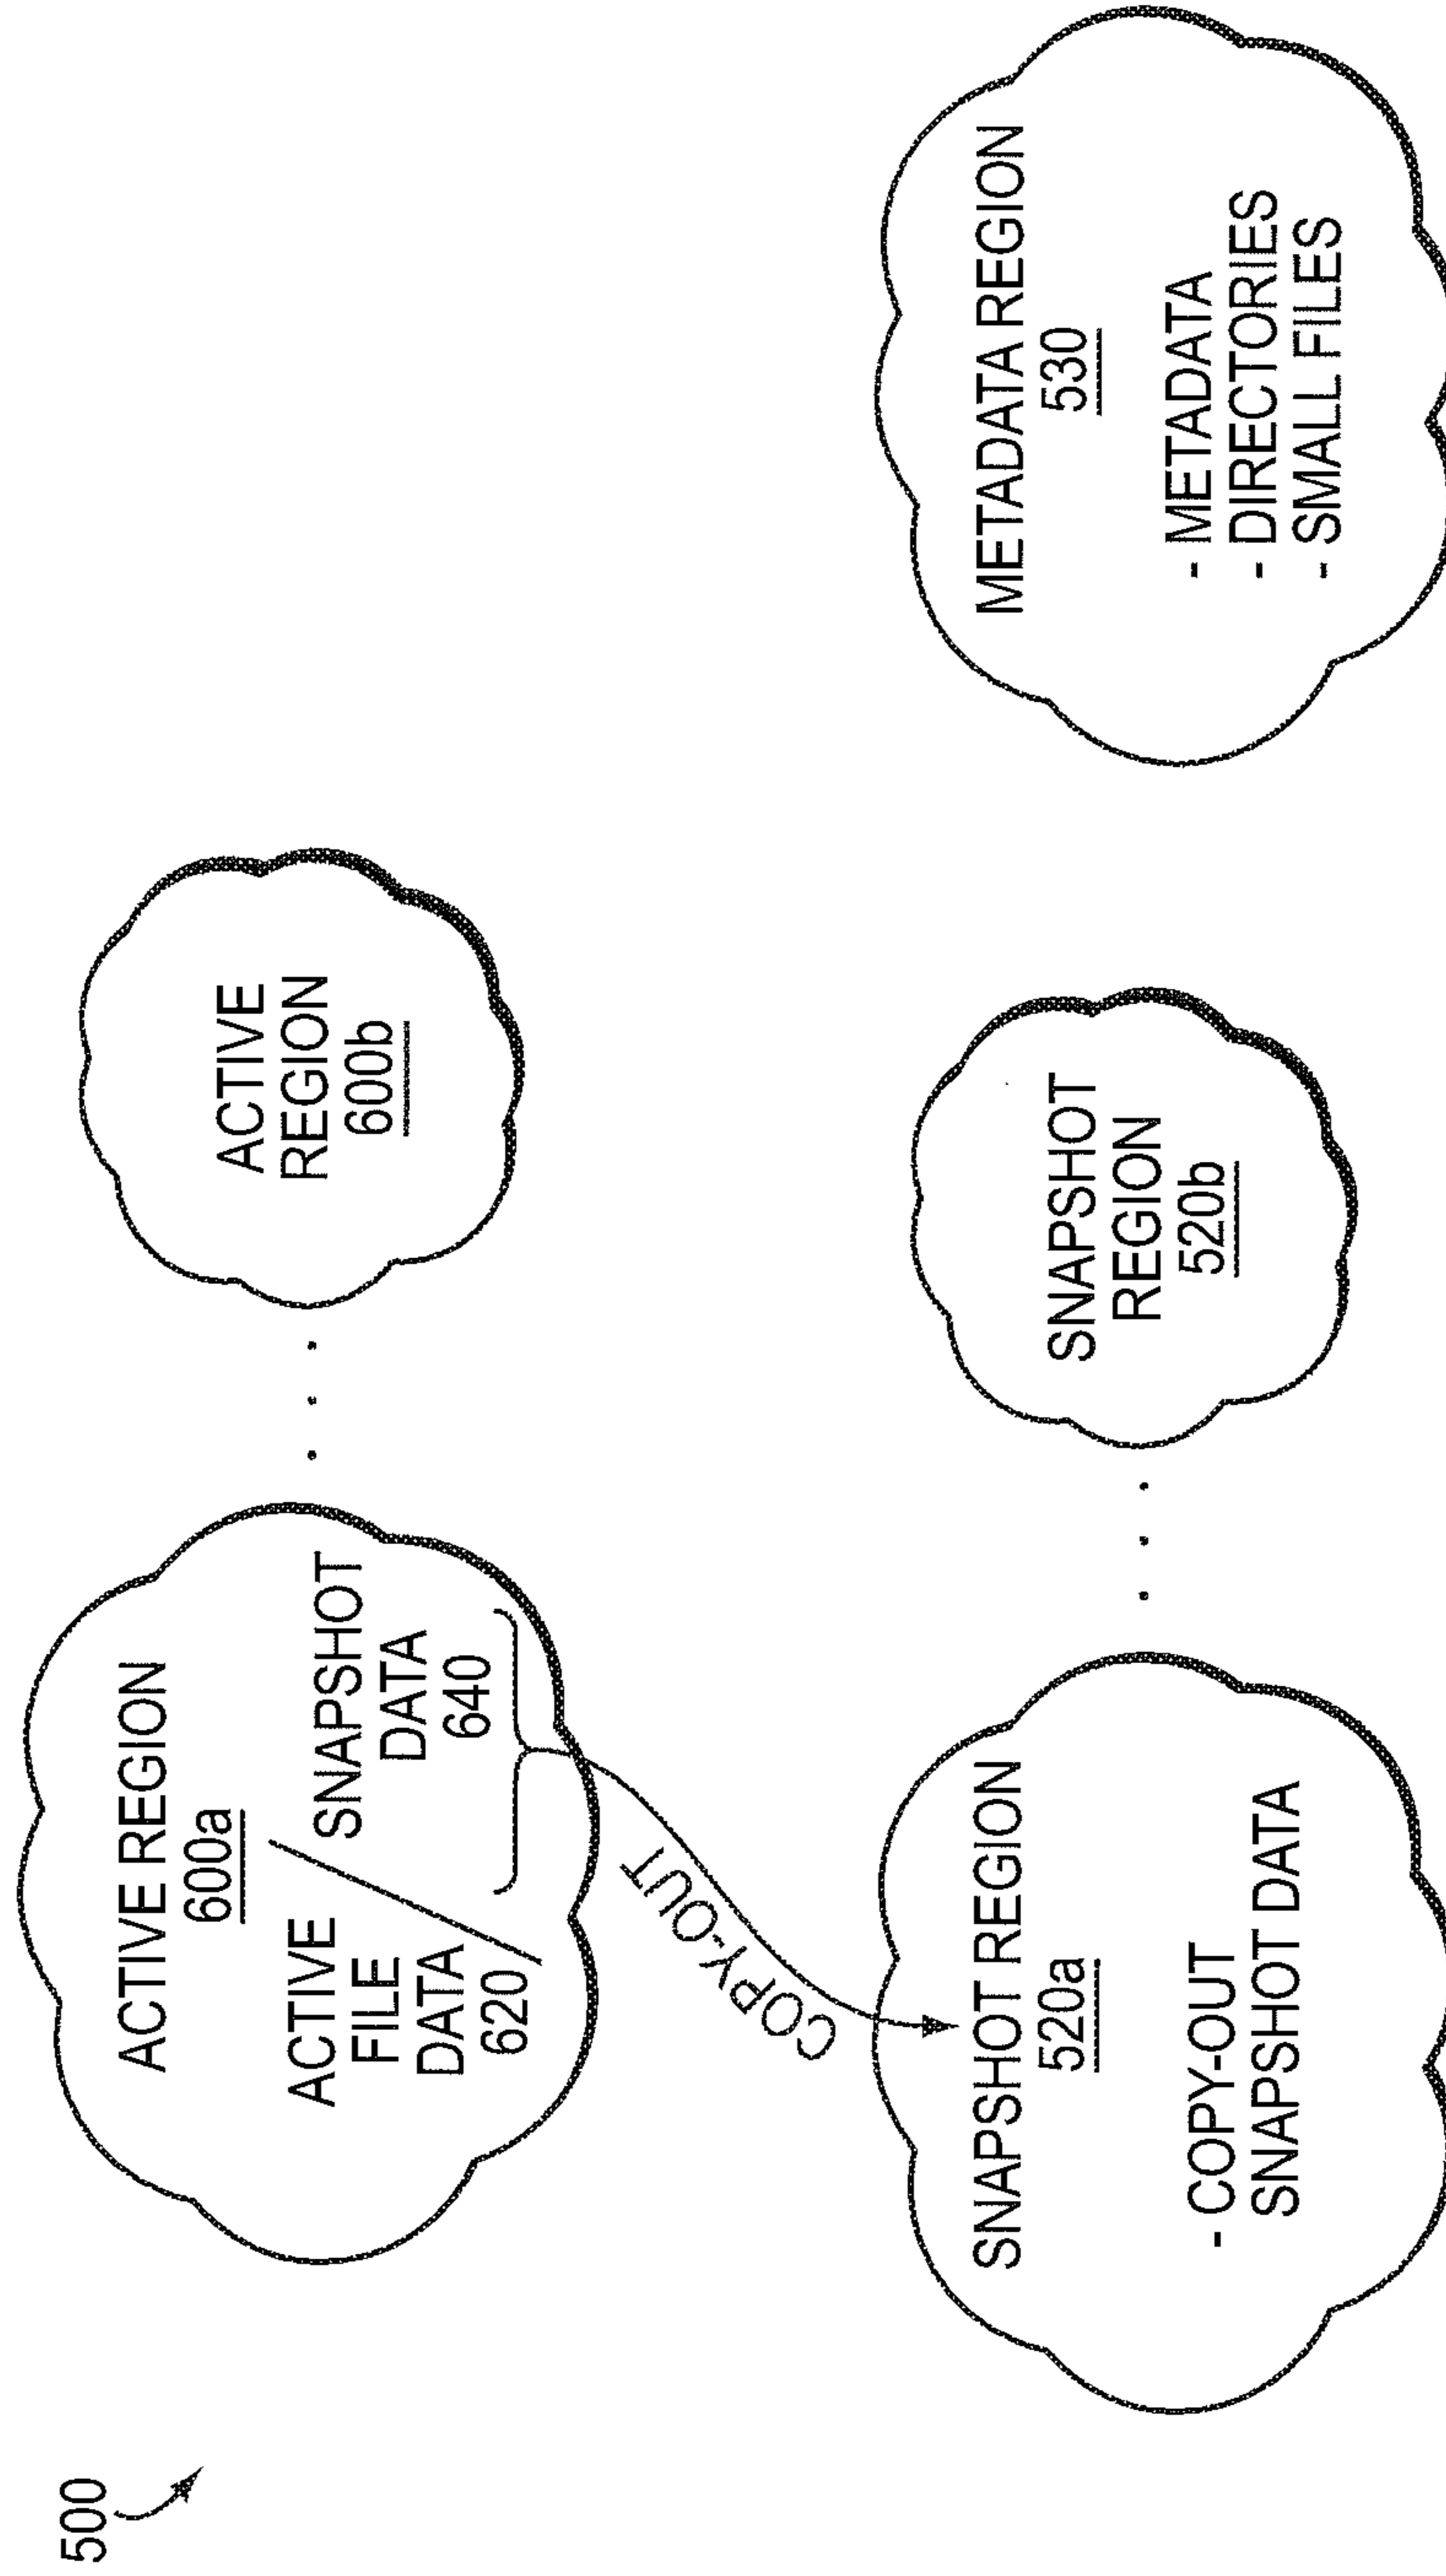 500
ACTIVE REGION
600a
ACTIVE
FILE
DATA
620
SNAPSHOT
DATA
640
ACTIVE
REGION
600b
COPY-OUT
SNAPSHOT REGION
520a
- COPY-OUT
SNAPSHOT DATA
SNAPSHOT
REGION
520b
METADATA REGION
530
- METADATA
- DIRECTORIES
- SMALL FILES